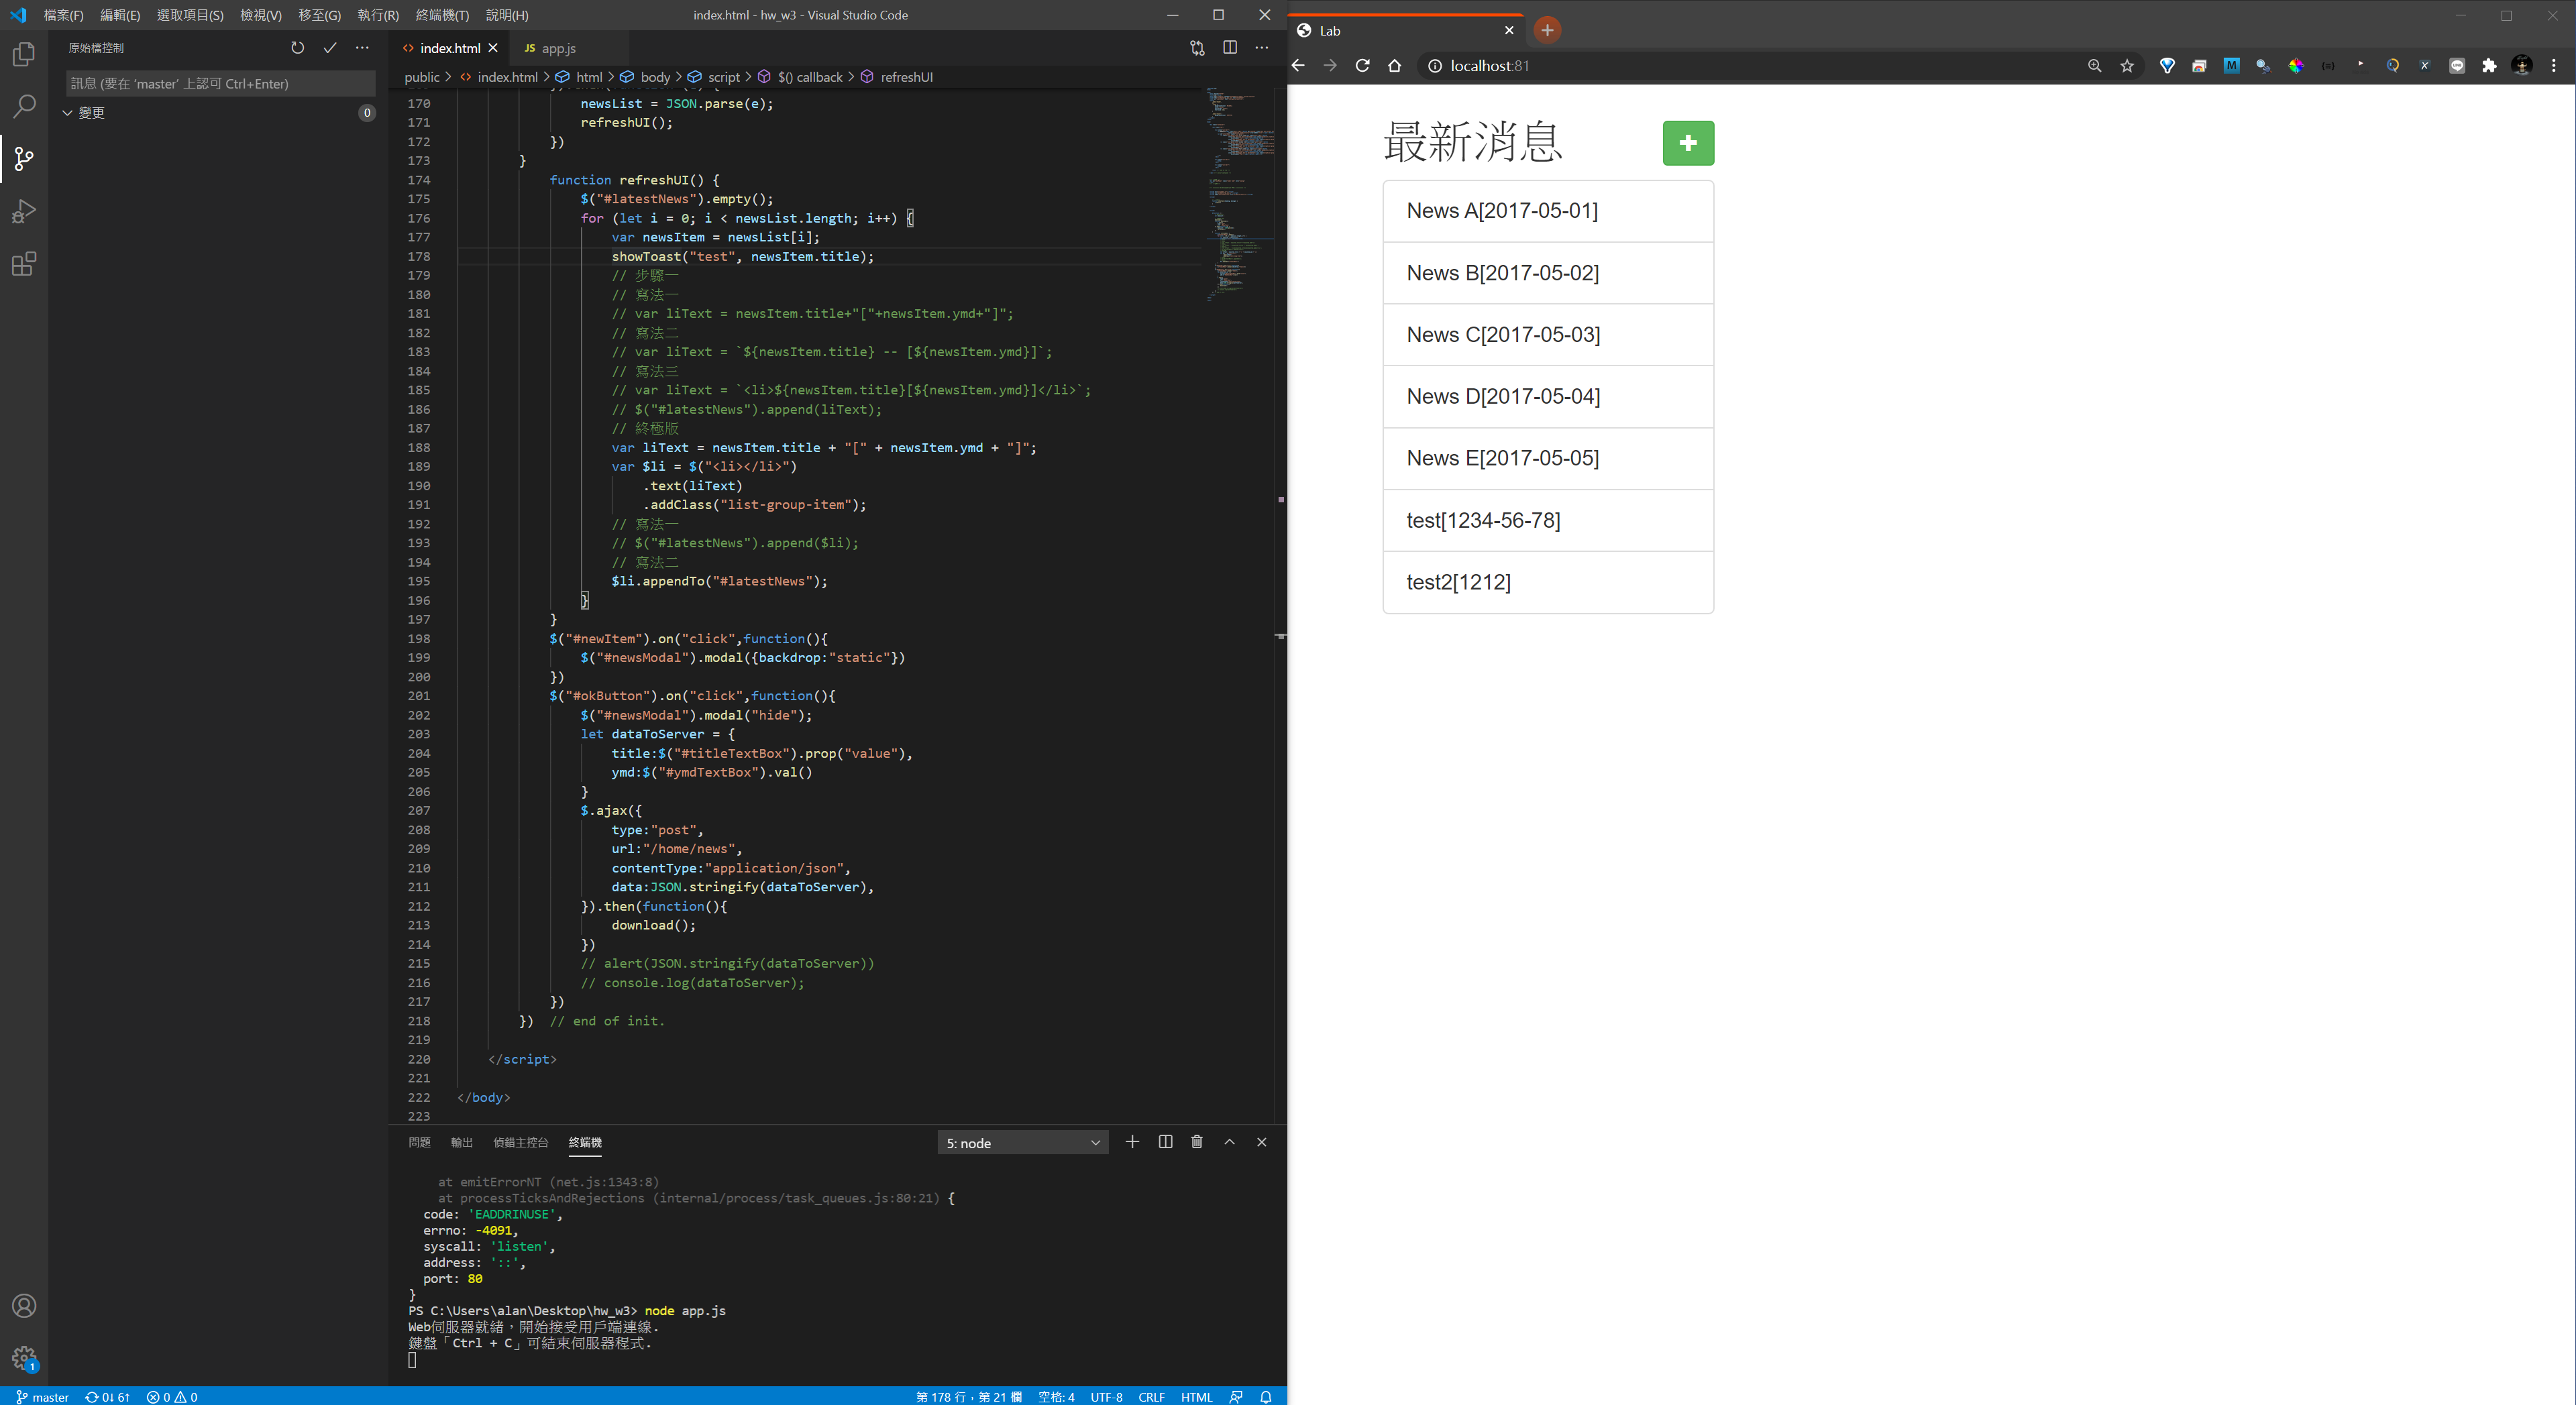 檔案(F) 編輯(E) 選取項目(S) 檢視(V) 移至(G) 執行(R) 終端機(T) 說明(H)
index.html - hw_w3 - Visual Studio Code
原始檔控制
訊息 (要在 'master' 上認可 Ctrl+Enter)
變更 0
index.html
JS app.js
public > index.html > html > body > script > $() callback > refreshUI
170 newsList = JSON.parse(e);
171 refreshUI();
172 })
173 }
174 function refreshUI() {
175 $("#latestNews").empty();
176 for (let i = 0; i < newsList.length; i++) {
177 var newsItem = newsList[i];
178 showToast("test", newsItem.title);
179 // 步驟一
180 // 寫法一
181 // var liText = newsItem.title+"["+newsItem.ymd+"]";
182 // 寫法二
183 // var liText = `${newsItem.title} -- [${newsItem.ymd}]`;
184 // 寫法三
185 // var liText = `<li>${newsItem.title}[${newsItem.ymd}]</li>`;
186 // $("#latestNews").append(liText);
187 // 終極版
188 var liText = newsItem.title + "[" + newsItem.ymd + "]";
189 var $li = $("<li></li>")
190 .text(liText)
191 .addClass("list-group-item");
192 // 寫法一
193 // $("#latestNews").append($li);
194 // 寫法二
195 $li.appendTo("#latestNews");
196 }
197 }
198 $("#newItem").on("click",function(){
199 $("#newsModal").modal({backdrop:"static"})
200 })
201 $("#okButton").on("click",function(){
202 $("#newsModal").modal("hide");
203 let dataToServer = {
204 title:$("#titleTextBox").prop("value"),
205 ymd:$("#ymdTextBox").val()
206 }
207 $.ajax({
208 type:"post",
209 url:"/home/news",
210 contentType:"application/json",
211 data:JSON.stringify(dataToServer),
212 }).then(function(){
213 download();
214 })
215 // alert(JSON.stringify(dataToServer))
216 // console.log(dataToServer);
217 })
218 }) // end of init.
219
220 </script>
221
222 </body>
223
問題 輸出 偵錯主控台 終端機
5: node
at emitErrorNT (net.js:1343:8)
at processTicksAndRejections (internal/process/task_queues.js:80:21) {
code: 'EADDRINUSE',
errno: -4091,
syscall: 'listen',
address: '::',
port: 80
}
PS C:\Users\alan\Desktop\hw_w3> node app.js
Web伺服器就緒，開始接受用戶端連線.
鍵盤「Ctrl + C」可結束伺服器程式.
1
master 0↓ 6↑ 0 0
第 178 行，第 21 欄 空格: 4 UTF-8 CRLF HTML
Lab
localhost:81
最新消息
News A[2017-05-01]
News B[2017-05-02]
News C[2017-05-03]
News D[2017-05-04]
News E[2017-05-05]
test[1234-56-78]
test2[1212]